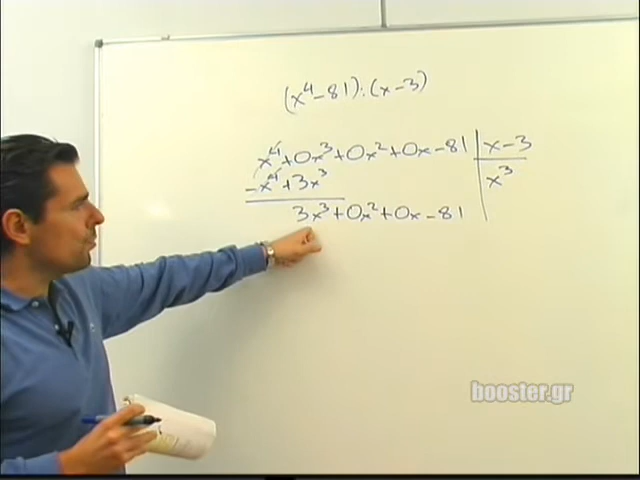 (x⁴-81):(x-3)
x⁴+0x³+0x²+0x-81 | x-3
-x⁴+3x³ | x³
3x³+0x²+0x-81
booster.gr